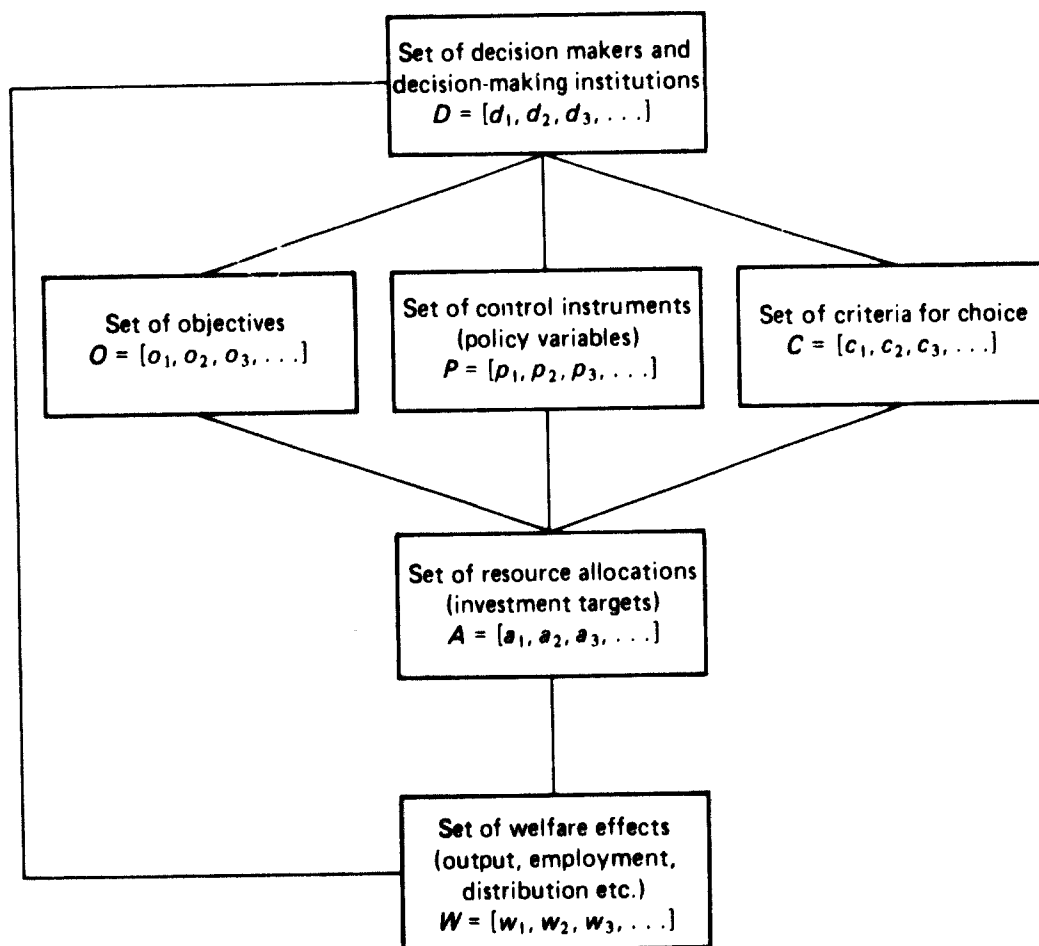 Set of decision makers and
decision-making institutions
D = [d₁, d₂, d₃, . . .]
Set of objectives
O = [o₁, o₂, o₃, . . .]
Set of control instruments
(policy variables)
P = [p₁, p₂, p₃, . . .]
Set of criteria for choice
C = [c₁, c₂, c₃, . . .]
Set of resource allocations
(investment targets)
A = [a₁, a₂, a₃, . . .]
Set of welfare effects
(output, employment,
distribution etc.)
W = [w₁, w₂, w₃, . . .]